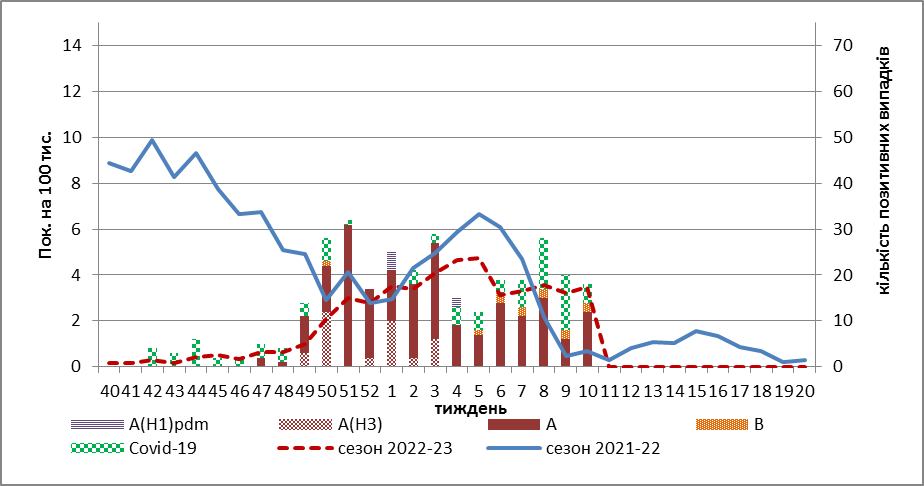 Пок. на 100 тис.
14
12
10
8
6
4
2
0
70
60
50
40
30
20
10
0
кількість позитивних випадків
40 41 42 43 44 45 46 47 48 49 50 51 52 1 2 3 4 5 6 7 8 9 10 11 12 13 14 15 16 17 18 19 20
тиждень
A(H1)pdm A(H3) A B
Covid-19 сезон 2022-23 сезон 2021-22